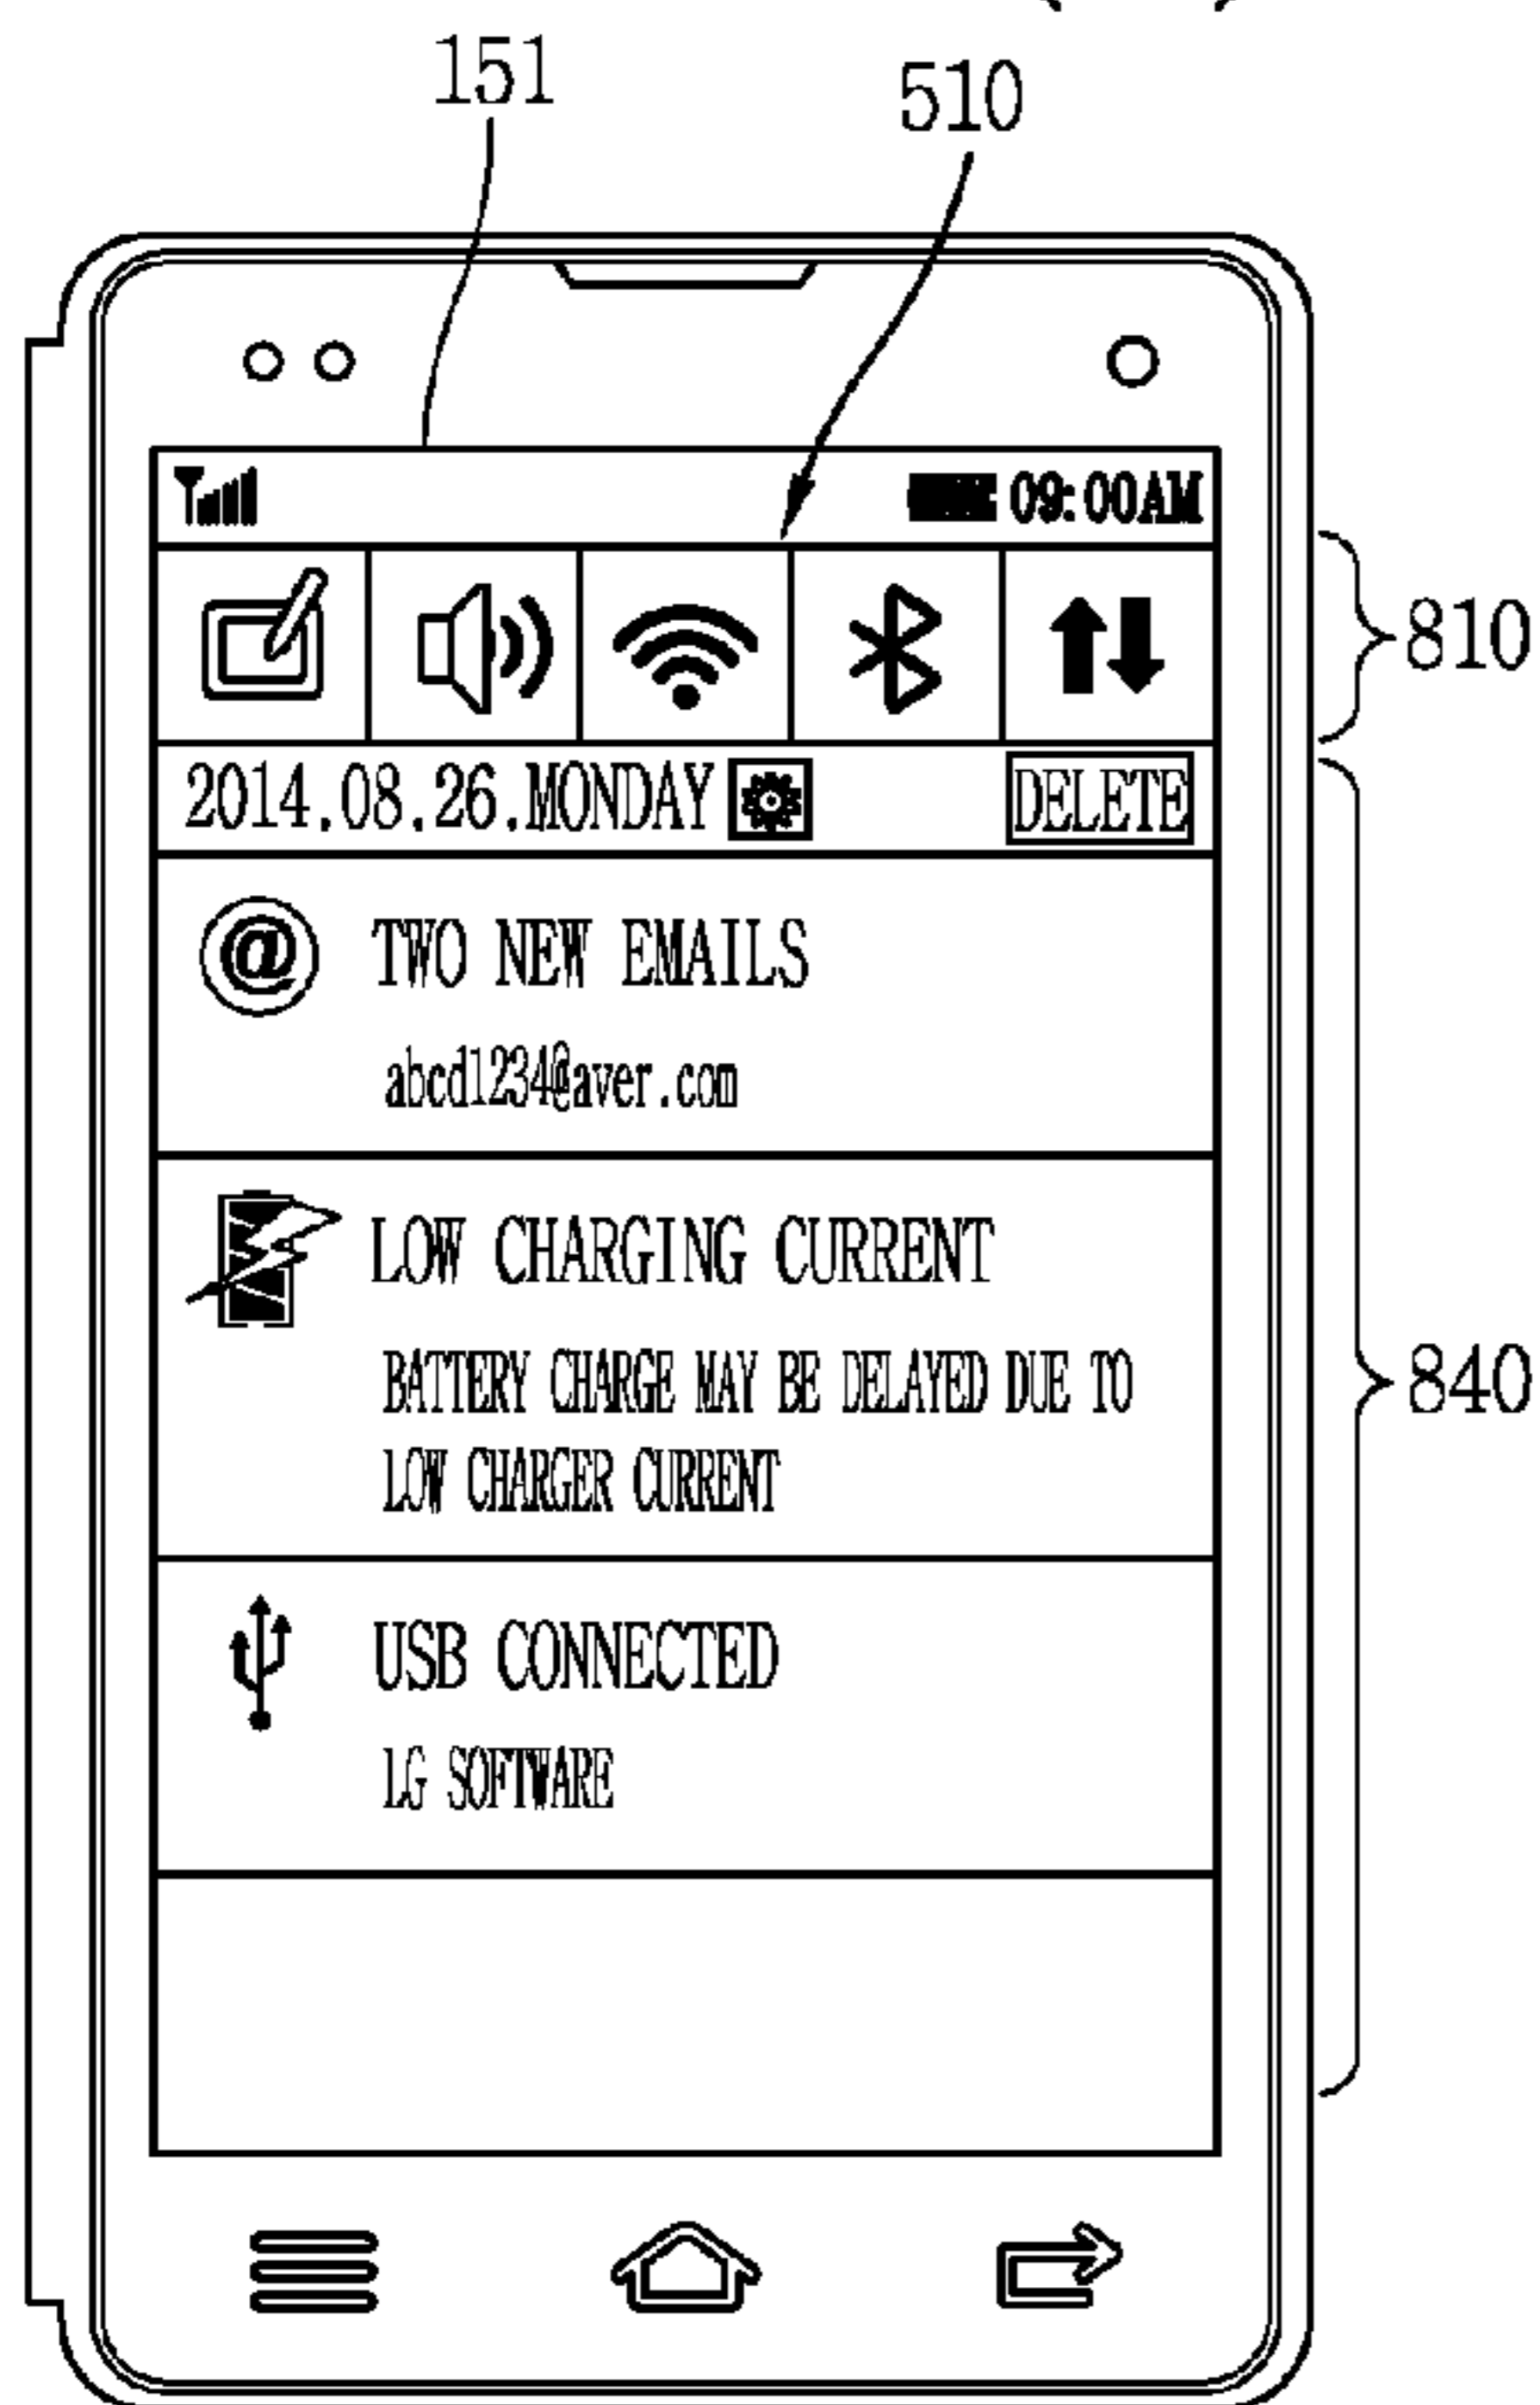 151
510
09:00AM
810
2014.08.26.MONDAY DELETE
@ TWO NEW EMAILS
abcd1234@aver.com
LOW CHARGING CURRENT
BATTERY CHARGE MAY BE DELAYED DUE TO
840
LOW CHARGER CURRENT
USB CONNECTED
LG SOFTWARE